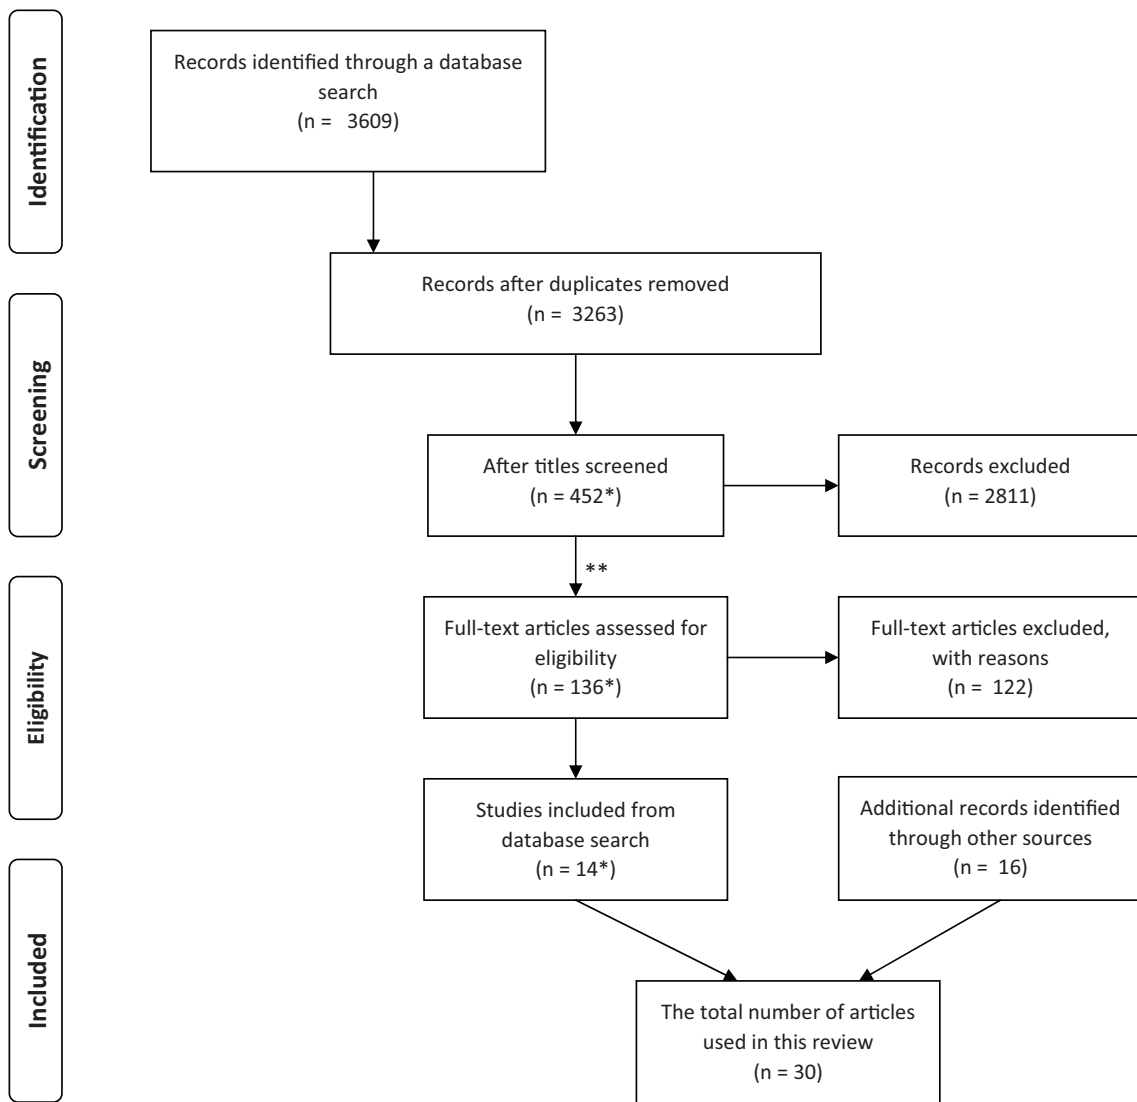 Identification
Records identified through a database
search
(n = 3609)
Records after duplicates removed
(n = 3263)
Screening
After titles screened
(n = 452*)
Records excluded
(n = 2811)
**
Eligibility
Full-text articles assessed for
eligibility
(n = 136*)
Full-text articles excluded,
with reasons
(n = 122)
Studies included from
database search
(n = 14*)
Additional records identified
through other sources
(n = 16)
Included
The total number of articles
used in this review
(n = 30)